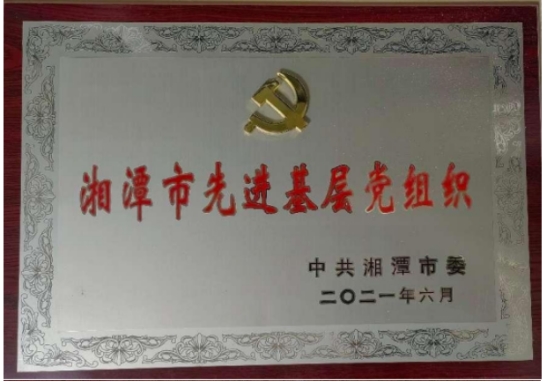 湘潭市先进基层党组织
中共湘潭市委
二〇二一年六月